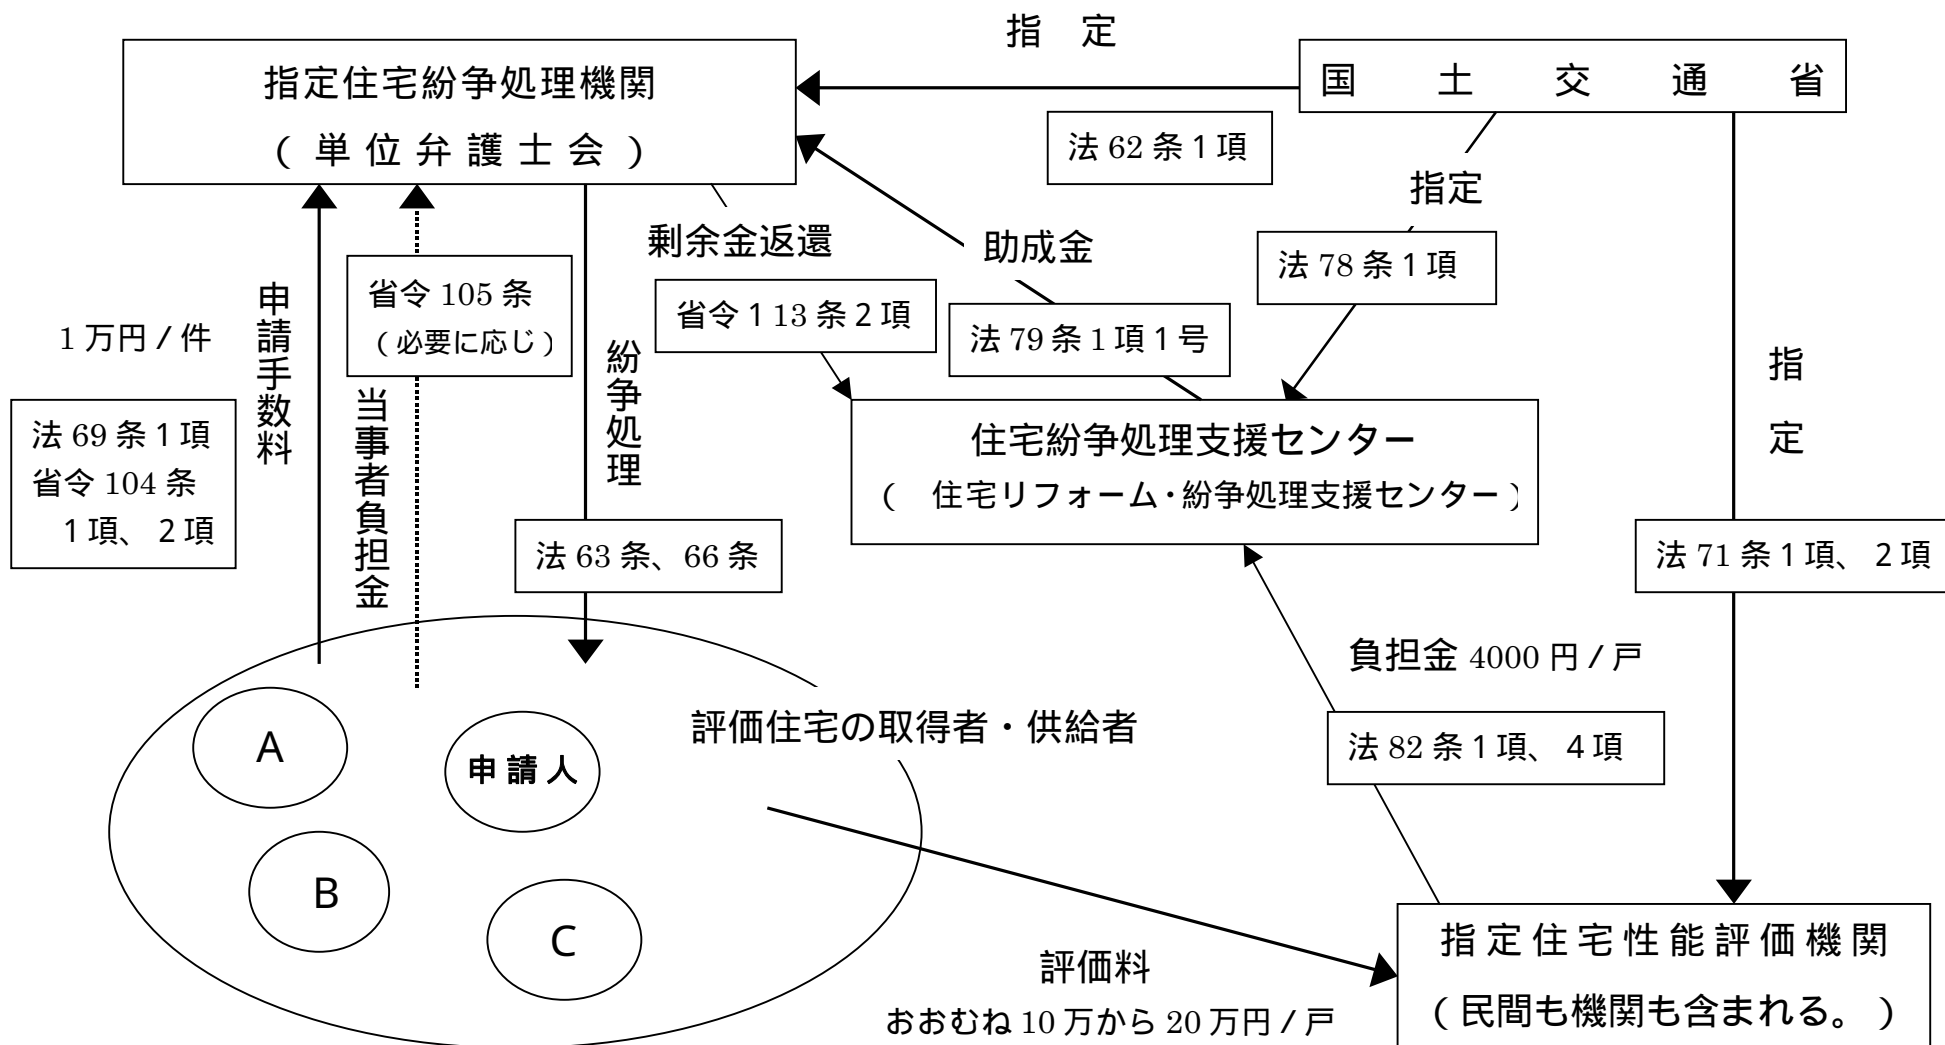 指 定
指定住宅紛争処理機関
(単位弁護士会)
国土交通省
法 62 条 1 項
指定
剰余金返還
助成金
法 78 条 1 項
省令 105 条
(必要に応じ)
申請手数料
1 万円 / 件
省令 1 13 条 2 項
法 79 条 1 項 1 号
紛争処理
指定
当事者負担金
法 69 条 1 項
省令 104 条
1 項、 2 項
住宅紛争処理支援センター
( 住宅リフォーム・紛争処理支援センター)
法 63 条、66 条
法 71 条 1 項、 2 項
負担金 4000 円 / 戸
評価住宅の取得者・供給者
法 82 条 1 項、 4 項
A
申請人
B
C
指定住宅性能評価機関
(民間も機関も含まれる。)
評価料
おおむね 10 万から 20 万円 / 戸